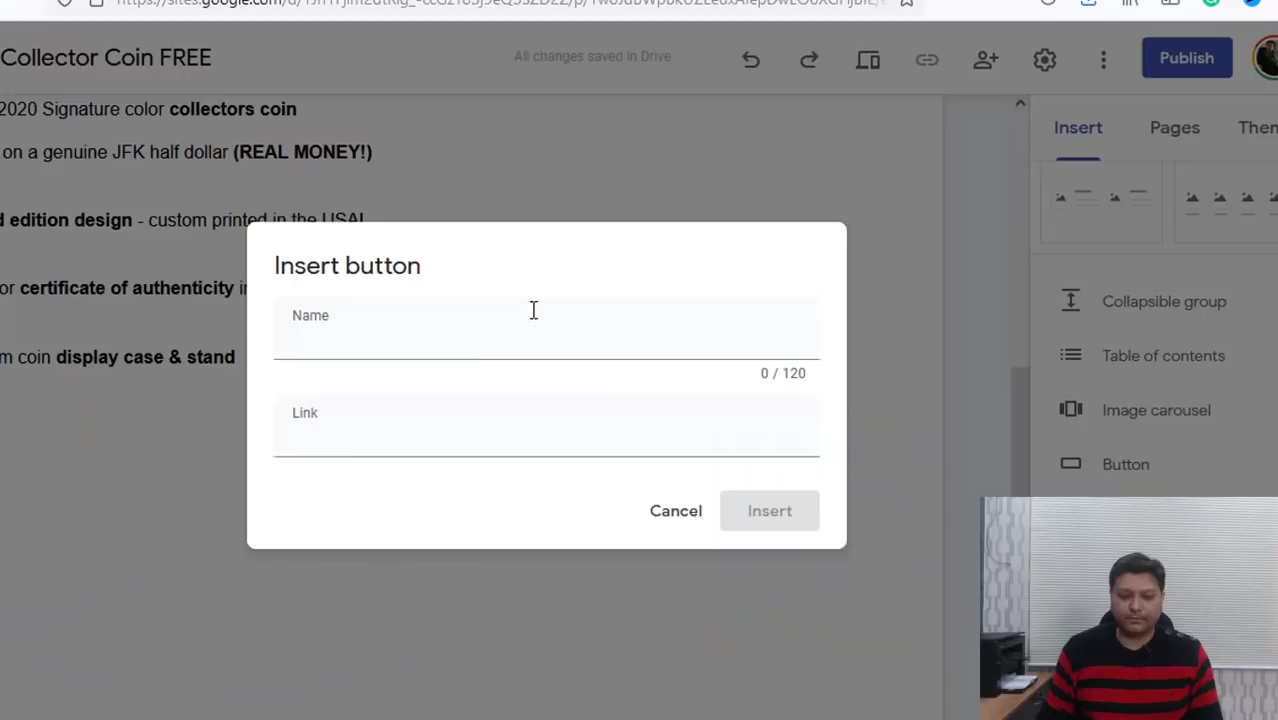 Collector Coin FREE
All changes saved in Drive
Publish
2020 Signature color collectors coin
on a genuine JFK half dollar (REAL MONEY!)
d edition design - custom printed in the USA!
or certificate of authenticity in
m coin display case & stand
Insert button
Name
0 / 120
Link
Cancel
Insert
Insert
Pages
Then
Collapsible group
Table of contents
Image carousel
Button